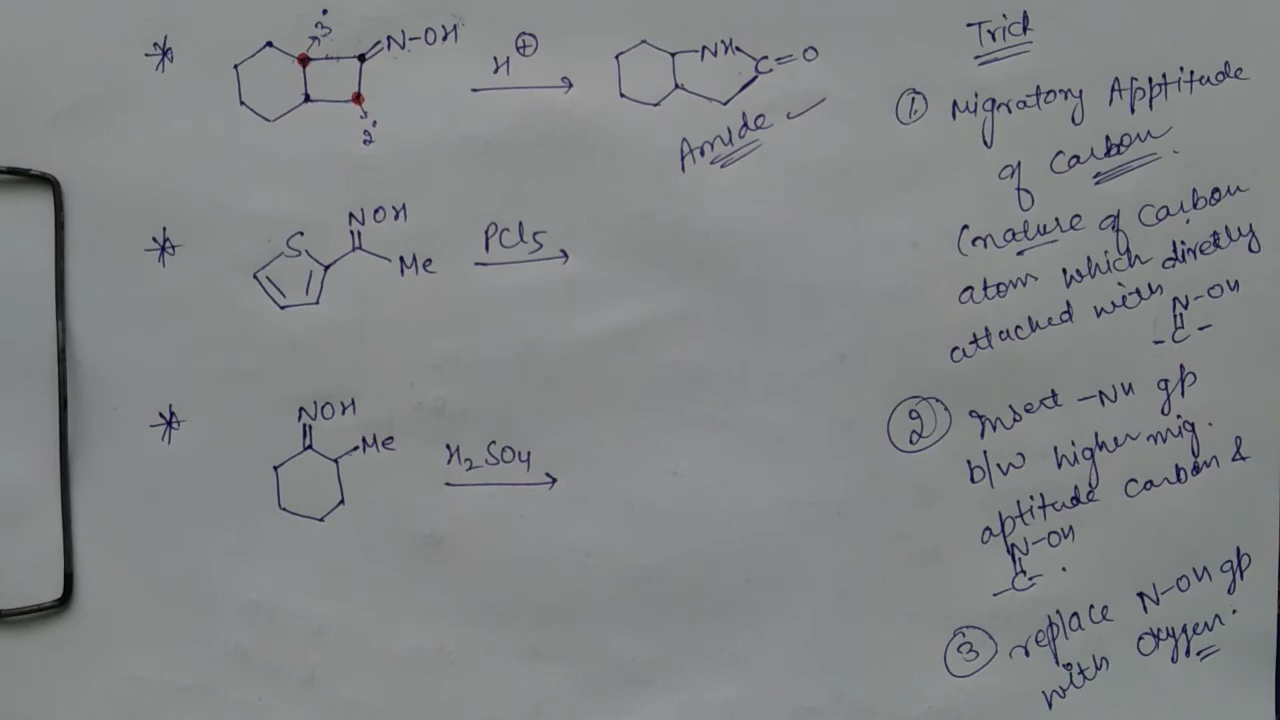 * 3° N-OH H⊕ NH C=O
2° Amide ✓
* S NOH Me PCl5
* NOH Me H2SO4
Trick
① Migratory Apptitude
of Carbon.
(nature of Carbon
atom which directly
attached with
N-OH
-C-
② Insert -NH gp
b/w higher mig.
aptitude carbon &
N-OH
-C- .
③ replace N-OH gp
with oxygen.